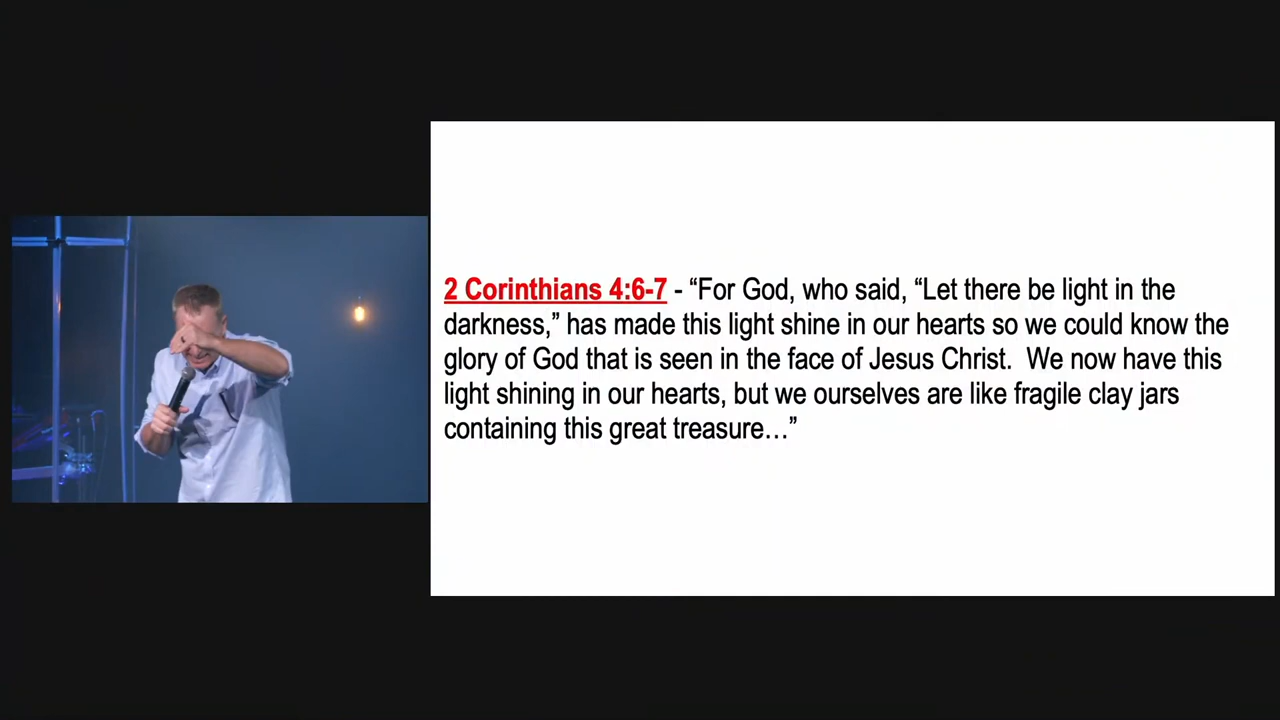 2 Corinthians 4:6-7 - “For God, who said, “Let there be light in the
darkness,” has made this light shine in our hearts so we could know the
glory of God that is seen in the face of Jesus Christ.  We now have this
light shining in our hearts, but we ourselves are like fragile clay jars
containing this great treasure…”